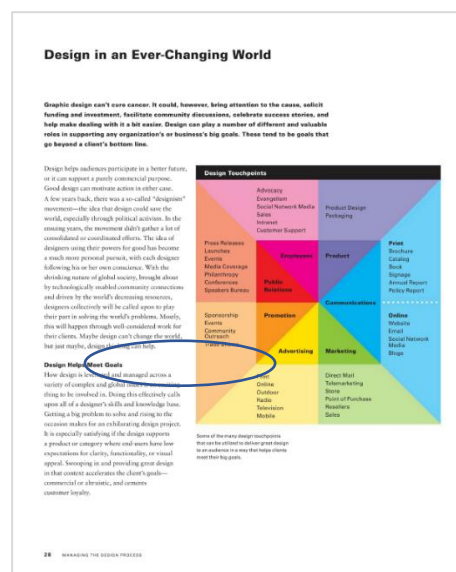 Design in an Ever-Changing World
Graphic design can't cure cancer. It could, however, bring attention to the cause, solicit
funding and investment, facilitate community discussions, celebrate success stories, and
help make dealing with it a bit easier. Design can play a number of different and valuable
roles in supporting any organization's or business's big goals. These tend to be goals that
go beyond a client's bottom line.
Design helps audiences participate in a better future,
or it can support a purely commercial purpose.
Good design can motivate action in either case.
A few years back, there was a so-called "designism"
movement—the idea that design could save the
world, especially through political activism. In the
ensuing years, the movement didn't gather a lot of
consolidated or coordinated efforts. The idea of
designers using their powers for good has become
a much more personal pursuit, with each designer
following his or her own conscience. With the
shrinking nature of global society, brought about
by technologically enabled community connections
and driven by the world's decreasing resources,
designers collectively will be called upon to play
their part in solving the world's problems. Mostly,
this will happen through well-considered work for
their clients. Maybe design can't change the world,
but just maybe, design thinking can help.
Design Helps Meet Goals
How design is leveraged and managed across a
variety of complex and global issues is an exciting
thing to be involved in. Doing this effectively calls
upon all of a designer's skills and knowledge base.
Getting a big problem to solve and rising to the
occasion makes for an exhilarating design project.
It is especially satisfying if the design supports
a product or category where end-users have low
expectations for clarity, functionality, or visual
appeal. Swooping in and providing great design
in that context accelerates the client's goals—
commercial or altruistic, and cements
customer loyalty.
Design Touchpoints
Advocacy
Evangelism
Social Network Media
Sales
Intranet
Customer Support
Product Design
Packaging
Press Releases
Launches
Events
Media Coverage
Philanthropy
Conferences
Speakers Bureau
Employees
Product
Public
Relations
Communications
Print
Brochure
Catalog
Book
Signage
Annual Report
Policy Report
Sponsorship
Events
Community
Outreach
Trade Shows
Promotion
Advertising
Marketing
Online
Website
Email
Social Network
Media
Blogs
Print
Online
Outdoor
Radio
Television
Mobile
Direct Mail
Telemarketing
Store
Point of Purchase
Resellers
Sales
Some of the many design touchpoints
that can be utilized to deliver great design
to an audience in a way that helps clients
meet their big goals.
28 MANAGING THE DESIGN PROCESS